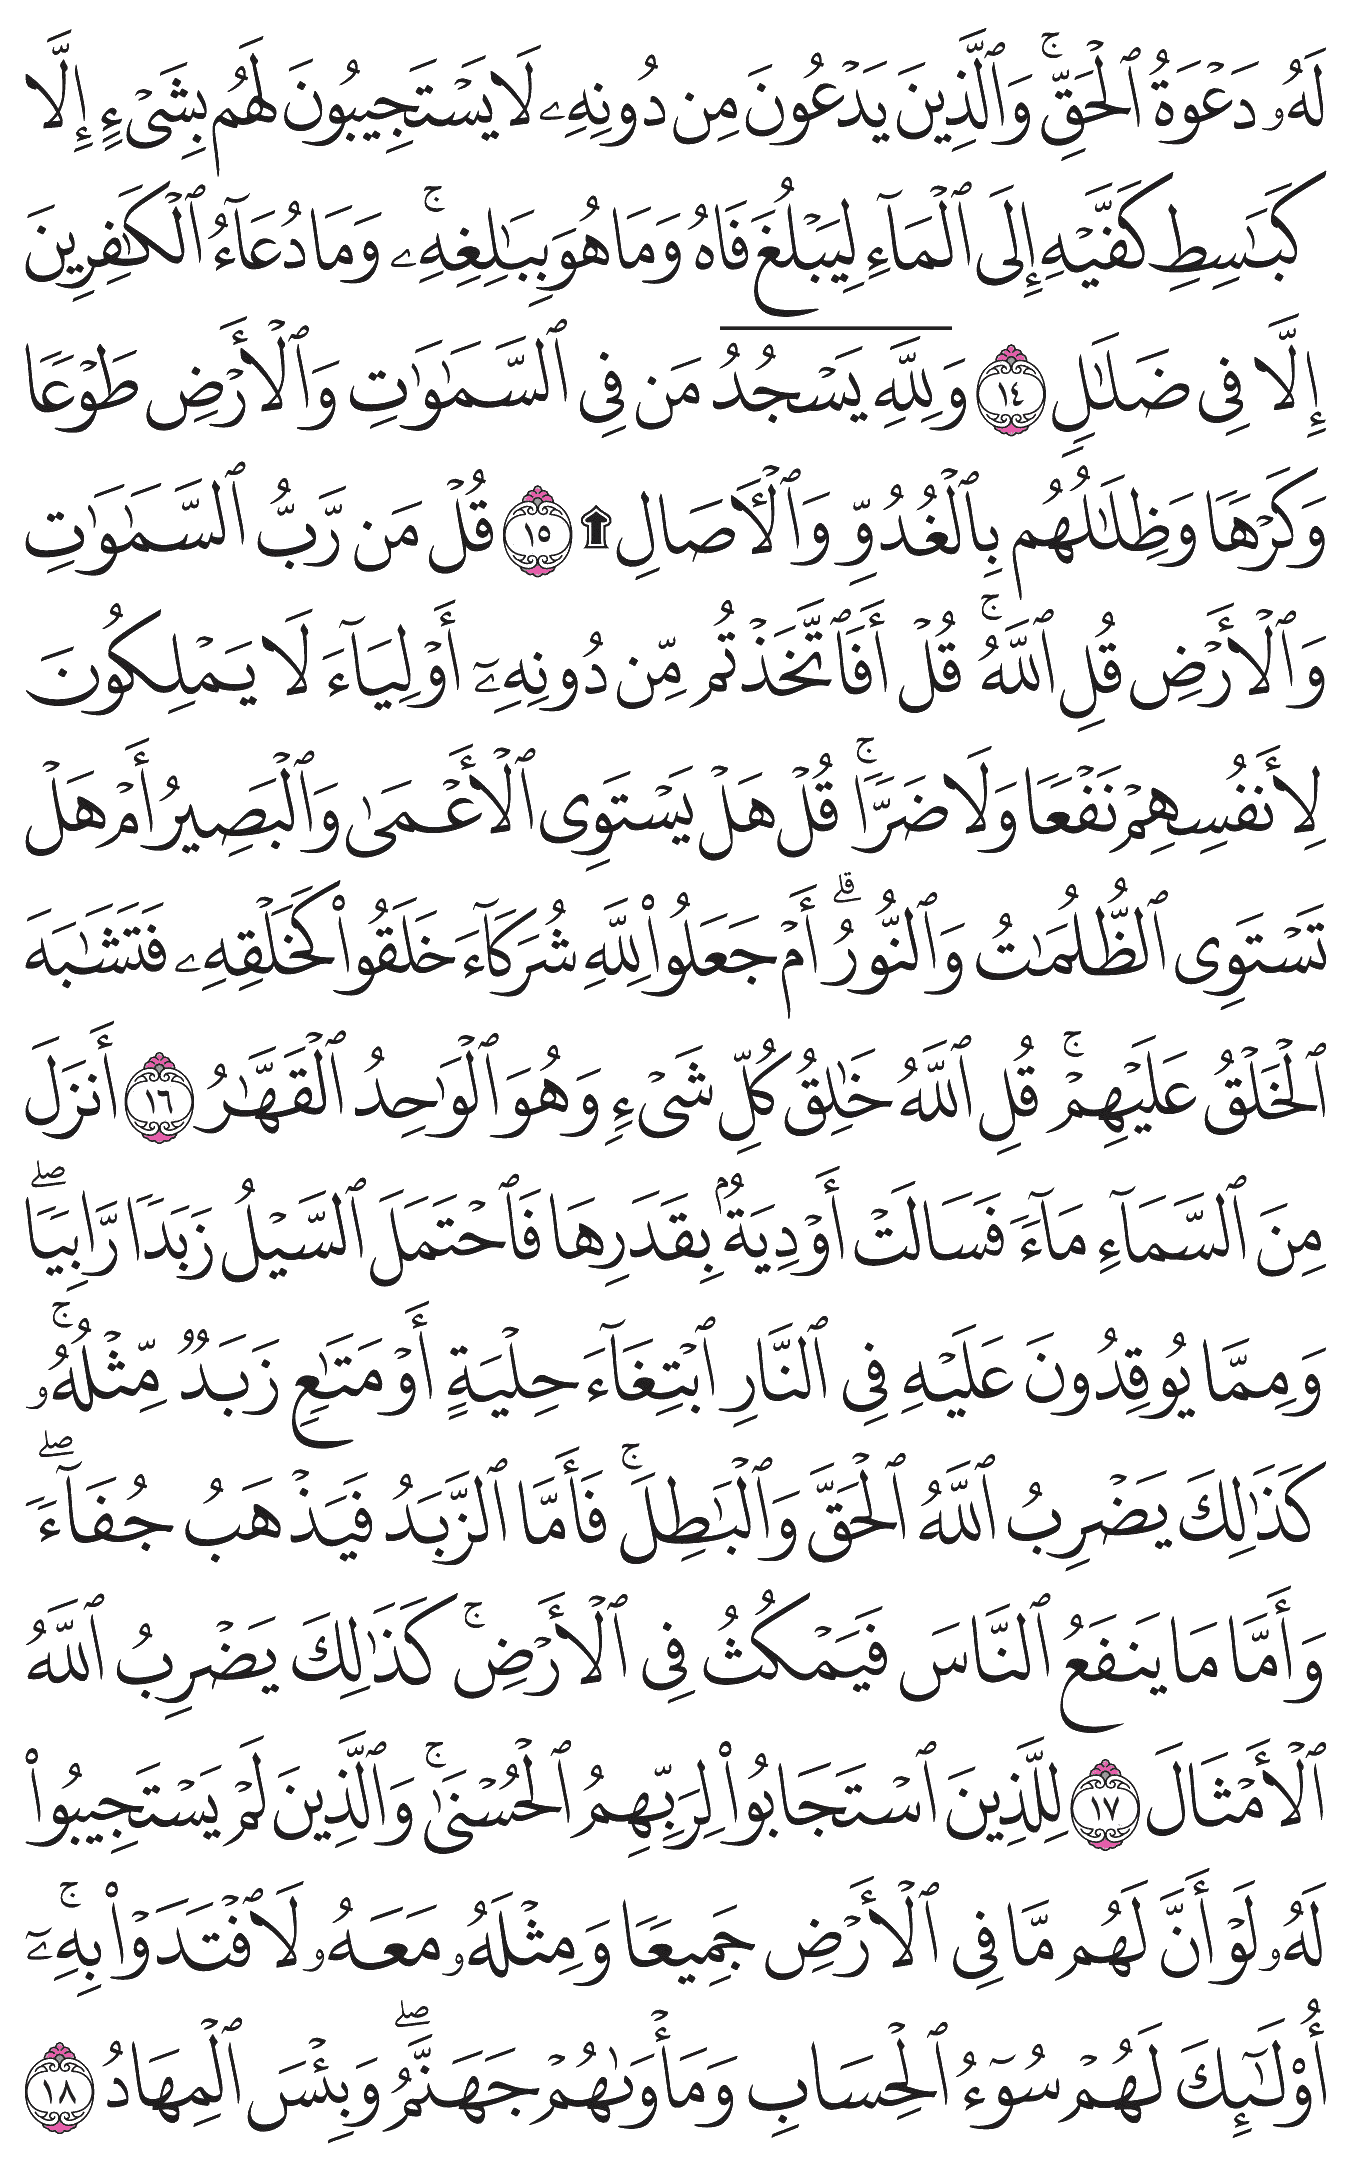 لَهُۥ دَعۡوَةُ ٱلۡحَقِّۚ وَٱلَّذِينَ يَدۡعُونَ مِن دُونِهِۦ لَا يَسۡتَجِيبُونَ لَهُم بِشَيۡءٍ إِلَّا
كَبَٰسِطِ كَفَّيۡهِ إِلَى ٱلۡمَآءِ لِيَبۡلُغَ فَاهُ وَمَا هُوَ بِبَٰلِغِهِۦۚ وَمَا دُعَآءُ ٱلۡكَٰفِرِينَ
إِلَّا فِي ضَلَٰلٖ ١٤ وَلِلَّهِۤ يَسۡجُدُۤ مَن فِي ٱلسَّمَٰوَٰتِ وَٱلۡأَرۡضِ طَوۡعٗا
وَكَرۡهٗا وَظِلَٰلُهُم بِٱلۡغُدُوِّ وَٱلۡأٓصَالِ ۩ ١٥ قُلۡ مَن رَّبُّ ٱلسَّمَٰوَٰتِ
وَٱلۡأَرۡضِ قُلِ ٱللَّهُۚ قُلۡ أَفَٱتَّخَذۡتُم مِّن دُونِهِۦٓ أَوۡلِيَآءَ لَا يَمۡلِكُونَ
لِأَنفُسِهِمۡ نَفۡعٗا وَلَا ضَرّٗاۚ قُلۡ هَلۡ يَسۡتَوِي ٱلۡأَعۡمَىٰ وَٱلۡبَصِيرُ أَمۡ هَلۡ
تَسۡتَوِي ٱلظُّلُمَٰتُ وَٱلنُّورُۗ أَمۡ جَعَلُواْ لِلَّهِ شُرَكَآءَ خَلَقُواْ كَخَلۡقِهِۦ فَتَشَٰبَهَ
ٱلۡخَلۡقُ عَلَيۡهِمۡۚ قُلِ ٱللَّهُ خَٰلِقُ كُلِّ شَيۡءٖ وَهُوَ ٱلۡوَٰحِدُ ٱلۡقَهَّٰرُ ١٦ أَنزَلَ
مِنَ ٱلسَّمَآءِ مَآءٗ فَسَالَتۡ أَوۡدِيَةُۢ بِقَدَرِهَا فَٱحۡتَمَلَ ٱلسَّيۡلُ زَبَدٗا رَّابِيٗاۖ
وَمِمَّا يُوقِدُونَ عَلَيۡهِ فِي ٱلنَّارِ ٱبۡتِغَآءَ حِلۡيَةٍ أَوۡ مَتَٰعٖ زَبَدٞ مِّثۡلُهُۥۚ
كَذَٰلِكَ يَضۡرِبُ ٱللَّهُ ٱلۡحَقَّ وَٱلۡبَٰطِلَۚ فَأَمَّا ٱلزَّبَدُ فَيَذۡهَبُ جُفَآءٗۖ
وَأَمَّا مَا يَنفَعُ ٱلنَّاسَ فَيَمۡكُثُ فِي ٱلۡأَرۡضِۚ كَذَٰلِكَ يَضۡرِبُ ٱللَّهُ
ٱلۡأَمۡثَالَ ١٧ لِلَّذِينَ ٱسۡتَجَابُواْ لِرَبِّهِمُ ٱلۡحُسۡنَىٰۚ وَٱلَّذِينَ لَمۡ يَسۡتَجِيبُواْ
لَهُۥ لَوۡ أَنَّ لَهُم مَّا فِي ٱلۡأَرۡضِ جَمِيعٗا وَمِثۡلَهُۥ مَعَهُۥ لَٱفۡتَدَوۡاْ بِهِۦٓۚ
أُوْلَٰٓئِكَ لَهُمۡ سُوٓءُ ٱلۡحِسَابِ وَمَأۡوَىٰهُمۡ جَهَنَّمُۖ وَبِئۡسَ ٱلۡمِهَادُ ١٨